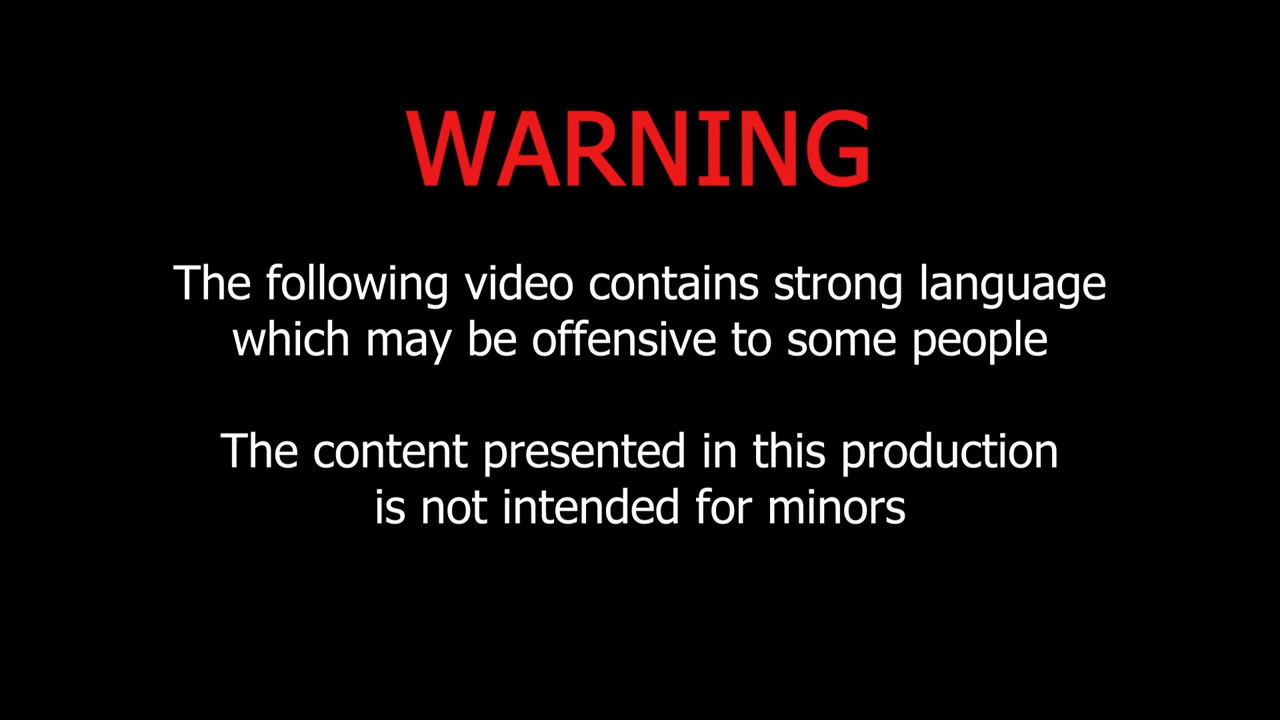 WARNING
The following video contains strong language
which may be offensive to some people
The content presented in this production
is not intended for minors